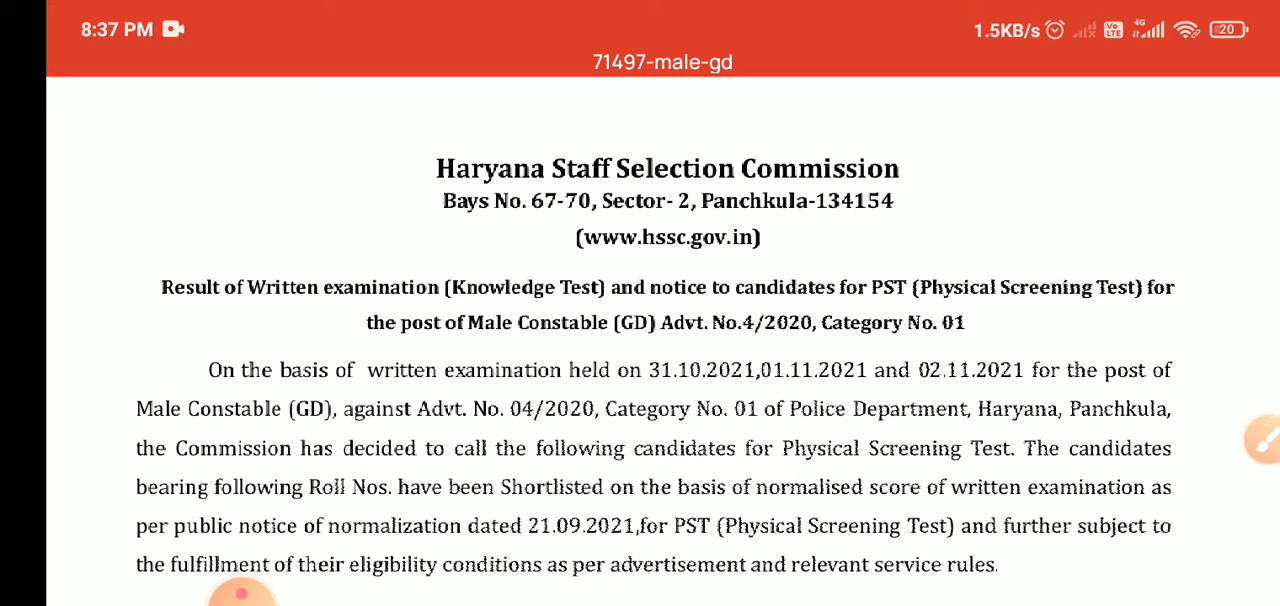 8:37 PM
1.5KB/s Vo LTE 4G 20
71497-male-gd
Haryana Staff Selection Commission
Bays No. 67-70, Sector- 2, Panchkula-134154
(www.hssc.gov.in)
Result of Written examination (Knowledge Test) and notice to candidates for PST (Physical Screening Test) for
the post of Male Constable (GD) Advt. No.4/2020, Category No. 01
On the basis of written examination held on 31.10.2021,01.11.2021 and 02.11.2021 for the post of
Male Constable (GD), against Advt. No. 04/2020, Category No. 01 of Police Department, Haryana, Panchkula,
the Commission has decided to call the following candidates for Physical Screening Test. The candidates
bearing following Roll Nos. have been Shortlisted on the basis of normalised score of written examination as
per public notice of normalization dated 21.09.2021,for PST (Physical Screening Test) and further subject to
the fulfillment of their eligibility conditions as per advertisement and relevant service rules.